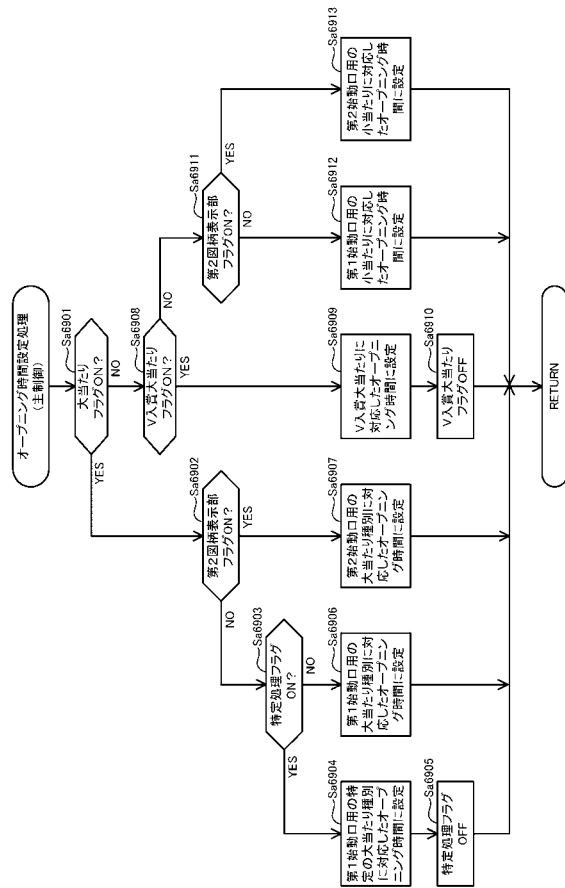 オープニング時間設定処理
(主制御)
Sa6901
大当たり
フラグON?
YES
NO
Sa6902
第2図柄表示部
フラグON?
NO
YES
Sa6903
特定処理フラグ
ON?
YES
NO
Sa6904
第1始動口用の特
定の大当たり種別
に対応したオープ
ニング時間に設定
Sa6905
特定処理フラグ
OFF
Sa6906
第1始動口用の
大当たり種別に対
応したオープニン
グ時間に設定
Sa6907
第2始動口用の
大当たり種別に対
応したオープニン
グ時間に設定
Sa6908
V入賞大当たり
フラグON?
NO
YES
Sa6909
V入賞大当たりに
対応したオープニ
ング時間に設定
Sa6910
V入賞大当たり
フラグOFF
Sa6911
第2図柄表示部
フラグON?
YES
NO
Sa6912
第1始動口用の
小当たりに対応し
たオープニング時
間に設定
Sa6913
第2始動口用の
小当たりに対応し
たオープニング時
間に設定
RETURN